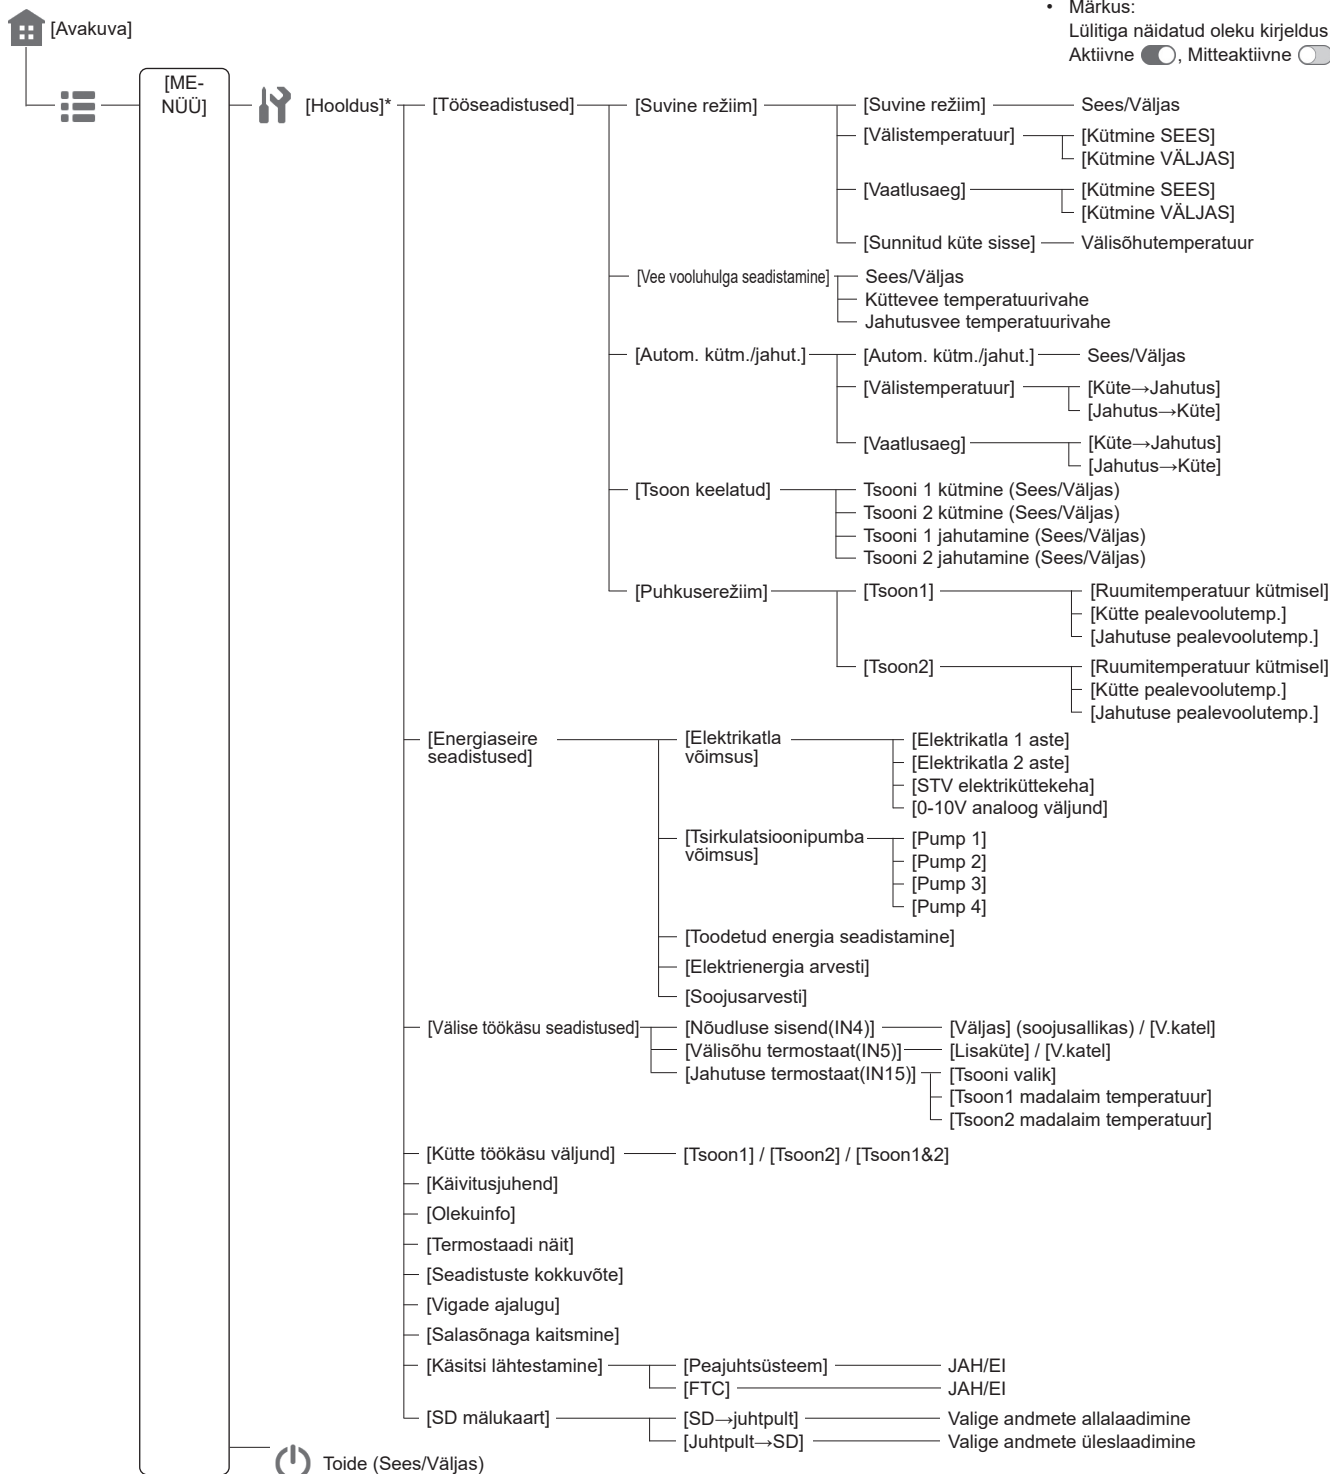 • Märkus:
Lülitiga näidatud oleku kirjeldus
Aktiivne , Mitteaktiivne
[Avakuva]
[ME-
NÜÜ]
[Hooldus]* [Tööseadistused] [Suvine režiim] [Suvine režiim] Sees/Väljas
[Välistemperatuur] [Kütmine SEES]
[Kütmine VÄLJAS]
[Vaatlusaeg] [Kütmine SEES]
[Kütmine VÄLJAS]
[Sunnitud küte sisse] Välisõhutemperatuur
[Vee vooluhulga seadistamine] Sees/Väljas
Küttevee temperatuurivahe
Jahutusvee temperatuurivahe
[Autom. kütm./jahut.] [Autom. kütm./jahut.] Sees/Väljas
[Välistemperatuur] [Küte→Jahutus]
[Jahutus→Küte]
[Vaatlusaeg] [Küte→Jahutus]
[Jahutus→Küte]
[Tsoon keelatud] Tsooni 1 kütmine (Sees/Väljas)
Tsooni 2 kütmine (Sees/Väljas)
Tsooni 1 jahutamine (Sees/Väljas)
Tsooni 2 jahutamine (Sees/Väljas)
[Puhkuserežiim] [Tsoon1] [Ruumitemperatuur kütmisel]
[Kütte pealevoolutemp.]
[Jahutuse pealevoolutemp.]
[Tsoon2] [Ruumitemperatuur kütmisel]
[Kütte pealevoolutemp.]
[Jahutuse pealevoolutemp.]
[Energiaseire
seadistused]
[Elektrikatla
võimsus]
[Elektrikatla 1 aste]
[Elektrikatla 2 aste]
[STV elektriküttekeha]
[0-10V analoog väljund]
[Tsirkulatsioonipumba
võimsus]
[Pump 1]
[Pump 2]
[Pump 3]
[Pump 4]
[Toodetud energia seadistamine]
[Elektrienergia arvesti]
[Soojusarvesti]
[Välise töökäsu seadistused] [Nõudluse sisend(IN4)] [Väljas] (soojusallikas) / [V.katel]
[Välisõhu termostaat(IN5)] [Lisaküte] / [V.katel]
[Jahutuse termostaat(IN15)] [Tsooni valik]
[Tsoon1 madalaim temperatuur]
[Tsoon2 madalaim temperatuur]
[Kütte töökäsu väljund] [Tsoon1] / [Tsoon2] / [Tsoon1&2]
[Käivitusjuhend]
[Olekuinfo]
[Termostaadi näit]
[Seadistuste kokkuvõte]
[Vigade ajalugu]
[Salasõnaga kaitsmine]
[Käsitsi lähtestamine] [Peajuhtsüsteem] JAH/EI
[FTC] JAH/EI
[SD mälukaart] [SD→juhtpult] Valige andmete allalaadimine
[Juhtpult→SD] Valige andmete üleslaadimine
Toide (Sees/Väljas)